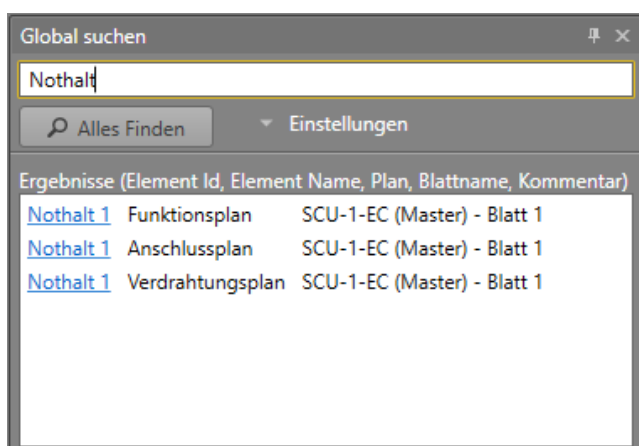 Global suchen
Nothalt
Alles Finden Einstellungen
Ergebnisse (Element Id, Element Name, Plan, Blattname, Kommentar)
Nothalt 1 Funktionsplan SCU-1-EC (Master) - Blatt 1
Nothalt 1 Anschlussplan SCU-1-EC (Master) - Blatt 1
Nothalt 1 Verdrahtungsplan SCU-1-EC (Master) - Blatt 1